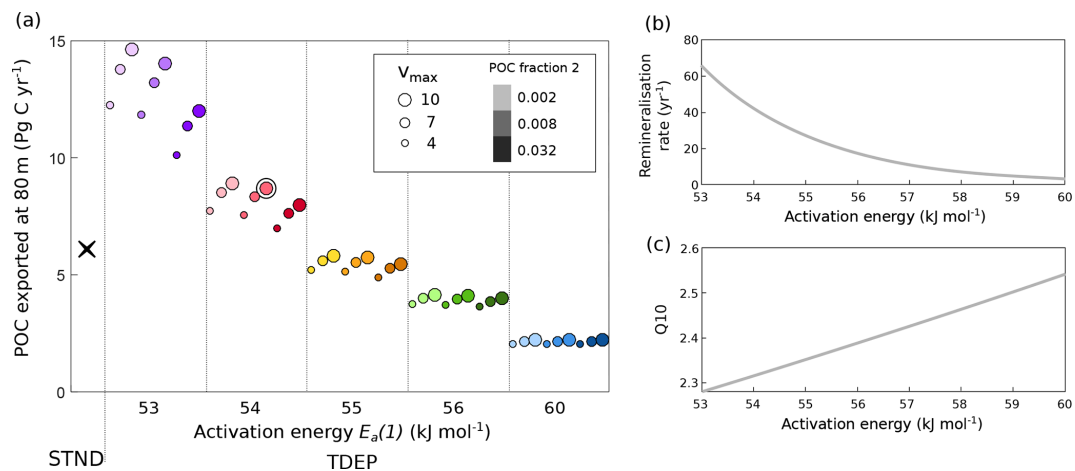 (a)
POC exported at 80 m (Pg C yr⁻¹)
15
10
5
0
Vmax
10
7
4
POC fraction 2
0.002
0.008
0.032
53
54
55
56
60
Activation energy Ea(1) (kJ mol⁻¹)
STND
TDEP
(b)
Remineralisation
rate (yr⁻¹)
80
60
40
20
0
53
54
55
56
57
58
59
60
Activation energy (kJ mol⁻¹)
(c)
Q10
2.6
2.5
2.4
2.3
53
54
55
56
57
58
59
60
Activation energy (kJ mol⁻¹)